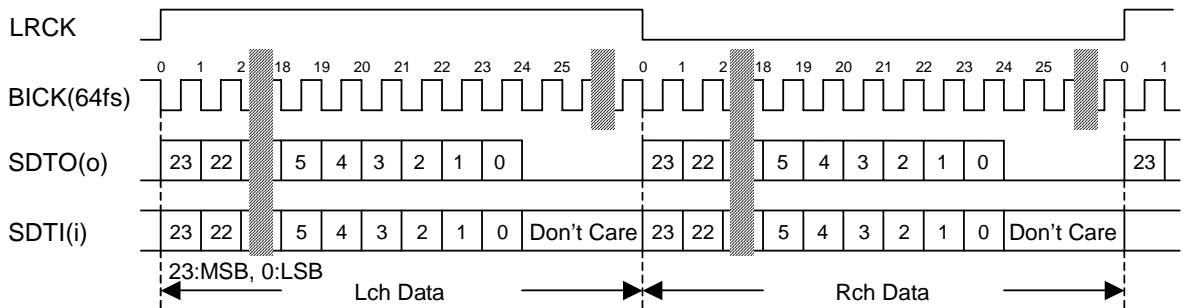 LRCK
0 1 2 18 19 20 21 22 23 24 25 0 1 2 18 19 20 21 22 23 24 25 0 1
BICK(64fs)
SDTO(o) 23 22 5 4 3 2 1 0 23 22 5 4 3 2 1 0 23
SDTI(i) 23 22 5 4 3 2 1 0 Don't Care 23 22 5 4 3 2 1 0 Don't Care
23:MSB, 0:LSB
Lch Data Rch Data